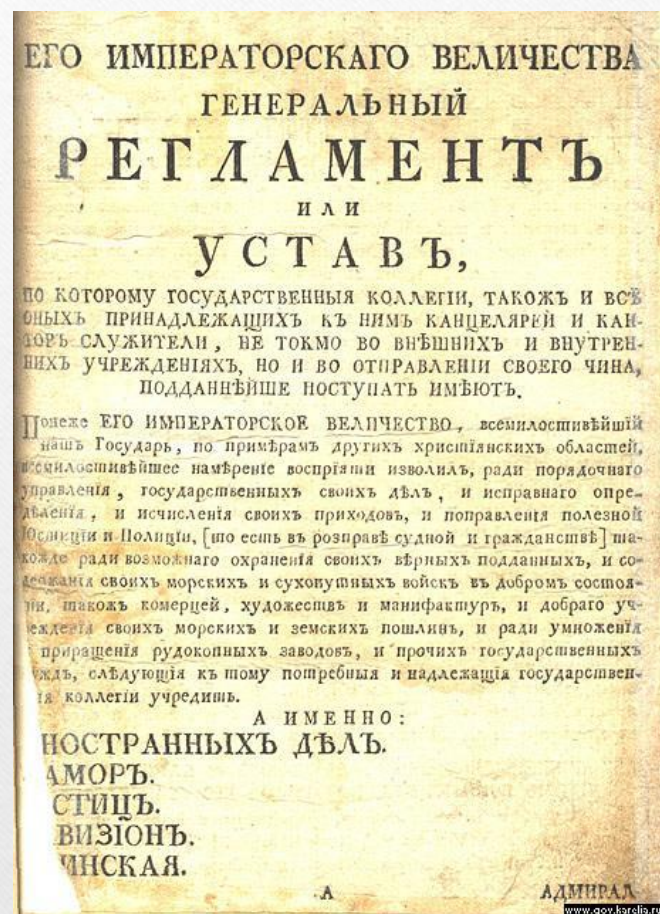 ЕГО ИМПЕРАТОРСКАГО ВЕЛИЧЕСТВА
ГЕНЕРАЛЬНЫЙ
РЕГЛАМЕНТЪ
ИЛИ
УСТАВЪ,
ПО КОТОРОМУ ГОСУДАРСТВЕННЫЯ КОЛЛЕГІИ, ТАКОЖЪ И ВСѢ
ОНЫХЪ ПРИНАДЛЕЖАЩИХЪ КЪ НИМЪ КАНЦЕЛЯРЕЙ И КАН-
ТОРЪ СЛУЖИТЕЛИ, НЕ ТОКМО ВО ВНѢШНИХЪ И ВНУТРЕН-
НИХЪ УЧРЕЖДЕНІЯХЪ, НО И ВО ОТПРАВЛЕНІИ СВОЕГО ЧИНА,
ПОДДАННѢЙШЕ ПОСТУПАТЬ ИМѢЮТЪ.
Понеже ЕГО ИМПЕРАТОРСКОЕ ВЕЛИЧЕСТВО, всемилостивѣйшій
нашъ Государь, по примѣрамъ другихъ христіянскихъ областей,
всемилостивѣйшее намѣреніе воспріяти изволилъ, ради порядочнаго
управленія, государственныхъ своихъ дѣлъ, и исправнаго опре-
дѣленія, и исчисленія своихъ приходовъ, и поправленія полезной
Юстиціи и Полиціи, [то есть въ розправѣ судной и гражданствѣ] та-
кожде ради возможнаго охраненія своихъ вѣрныхъ подданныхъ, и со-
держанія своихъ морскихъ и сухопутныхъ войскъ въ добромъ состоя-
ніи, такожъ комерцей, художествъ и манифактуръ, и добраго уч-
режденія своихъ морскихъ и земскихъ пошлинъ, и ради умноженія
и приращенія рудокопныхъ заводовъ, и прочихъ государственныхъ
нуждъ, слѣдующія къ тому потребныя и надлежащія государствен-
ныя коллегіи учредить.
А ИМЕННО:
НОСТРАННЫХЪ ДѢЛЪ.
АМОРЪ.
СТИЦЪ.
ВИЗІОНЪ.
ИНСКАЯ.
А АДМИРАЛ-
www.gov.karelia.ru